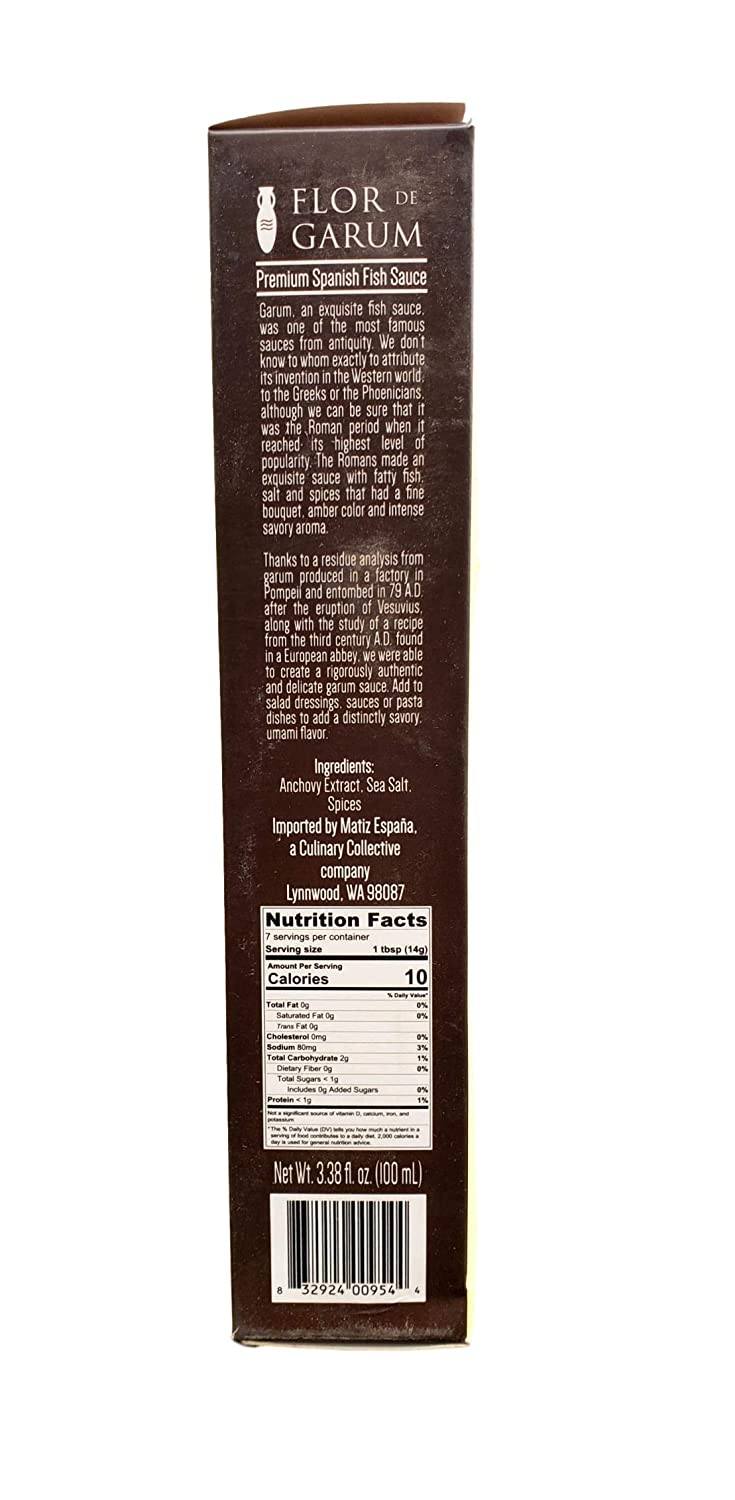 FLOR DE
GARUM
Premium Spanish Fish Sauce
Garum, an exquisite fish sauce,
was one of the most famous
sauces from antiquity. We don't
know to whom exactly to attribute
its invention in the Western world,
to the Greeks or the Phoenicians,
although we can be sure that it
was the Roman period when it
reached its highest level of
popularity. The Romans made an
exquisite sauce with fatty fish,
salt and spices that had a fine
bouquet, amber color and intense
savory aroma.
Thanks to a residue analysis from
garum produced in a factory in
Pompeii and entombed in 79 A.D.
after the eruption of Vesuvius,
along with the study of a recipe
from the third century A.D. found
in a European abbey, we were able
to create a rigorously authentic
and delicate garum sauce. Add to
salad dressings, sauces or pasta
dishes to add a distinctly savory,
umami flavor.
Ingredients:
Anchovy Extract, Sea Salt,
Spices
Imported by Matiz España,
a Culinary Collective
company
Lynnwood, WA 98087
Nutrition Facts
7 servings per container
Serving size 1 tbsp (14g)
Amount Per Serving
Calories 10
% Daily Value*
Total Fat 0g 0%
Saturated Fat 0g 0%
Trans Fat 0g
Cholesterol 0mg 0%
Sodium 80mg 3%
Total Carbohydrate 2g 1%
Dietary Fiber 0g 0%
Total Sugars < 1g
Includes 0g Added Sugars 0%
Protein < 1g 1%
Not a significant source of vitamin D, calcium, iron, and
potassium
*The % Daily Value (DV) tells you how much a nutrient in a
serving of food contributes to a daily diet. 2,000 calories a
day is used for general nutrition advice.
Net Wt. 3.38 fl. oz. (100 mL)
8 32924 00954 4